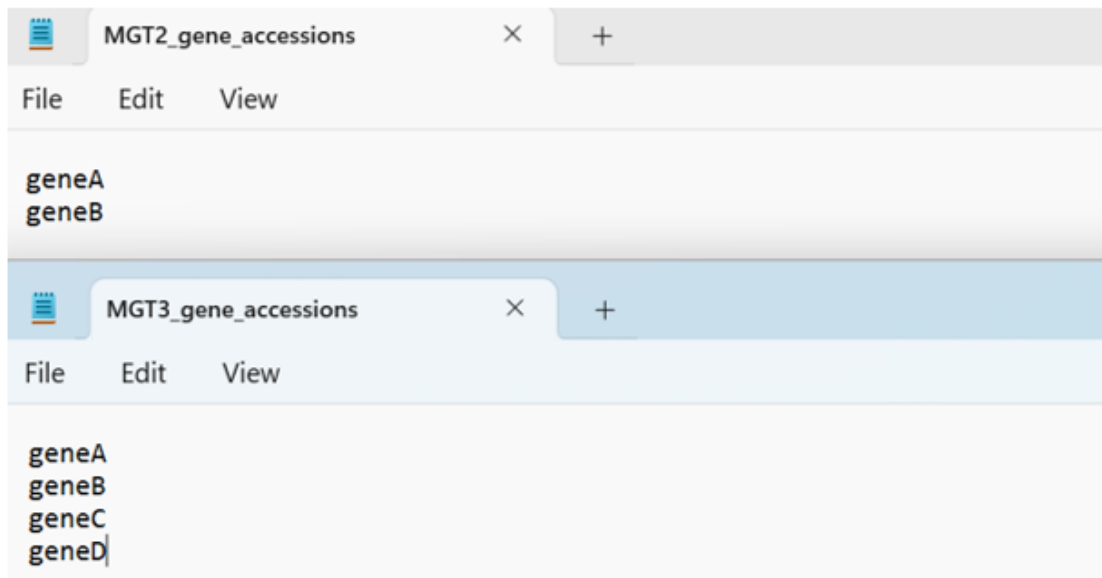 MGT2_gene_accessions
File Edit View
geneA
geneB
MGT3_gene_accessions
File Edit View
geneA
geneB
geneC
geneD